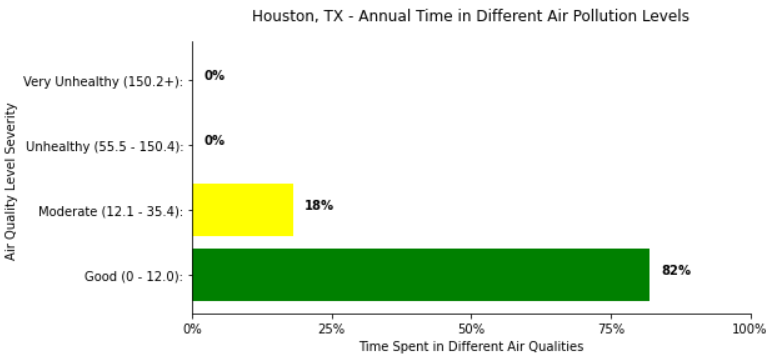 Houston, TX - Annual Time in Different Air Pollution Levels
Very Unhealthy (150.2+):
0%
Unhealthy (55.5 - 150.4):
0%
Moderate (12.1 - 35.4):
18%
Good (0 - 12.0):
82%
Air Quality Level Severity
0%
25%
50%
75%
100%
Time Spent in Different Air Qualities